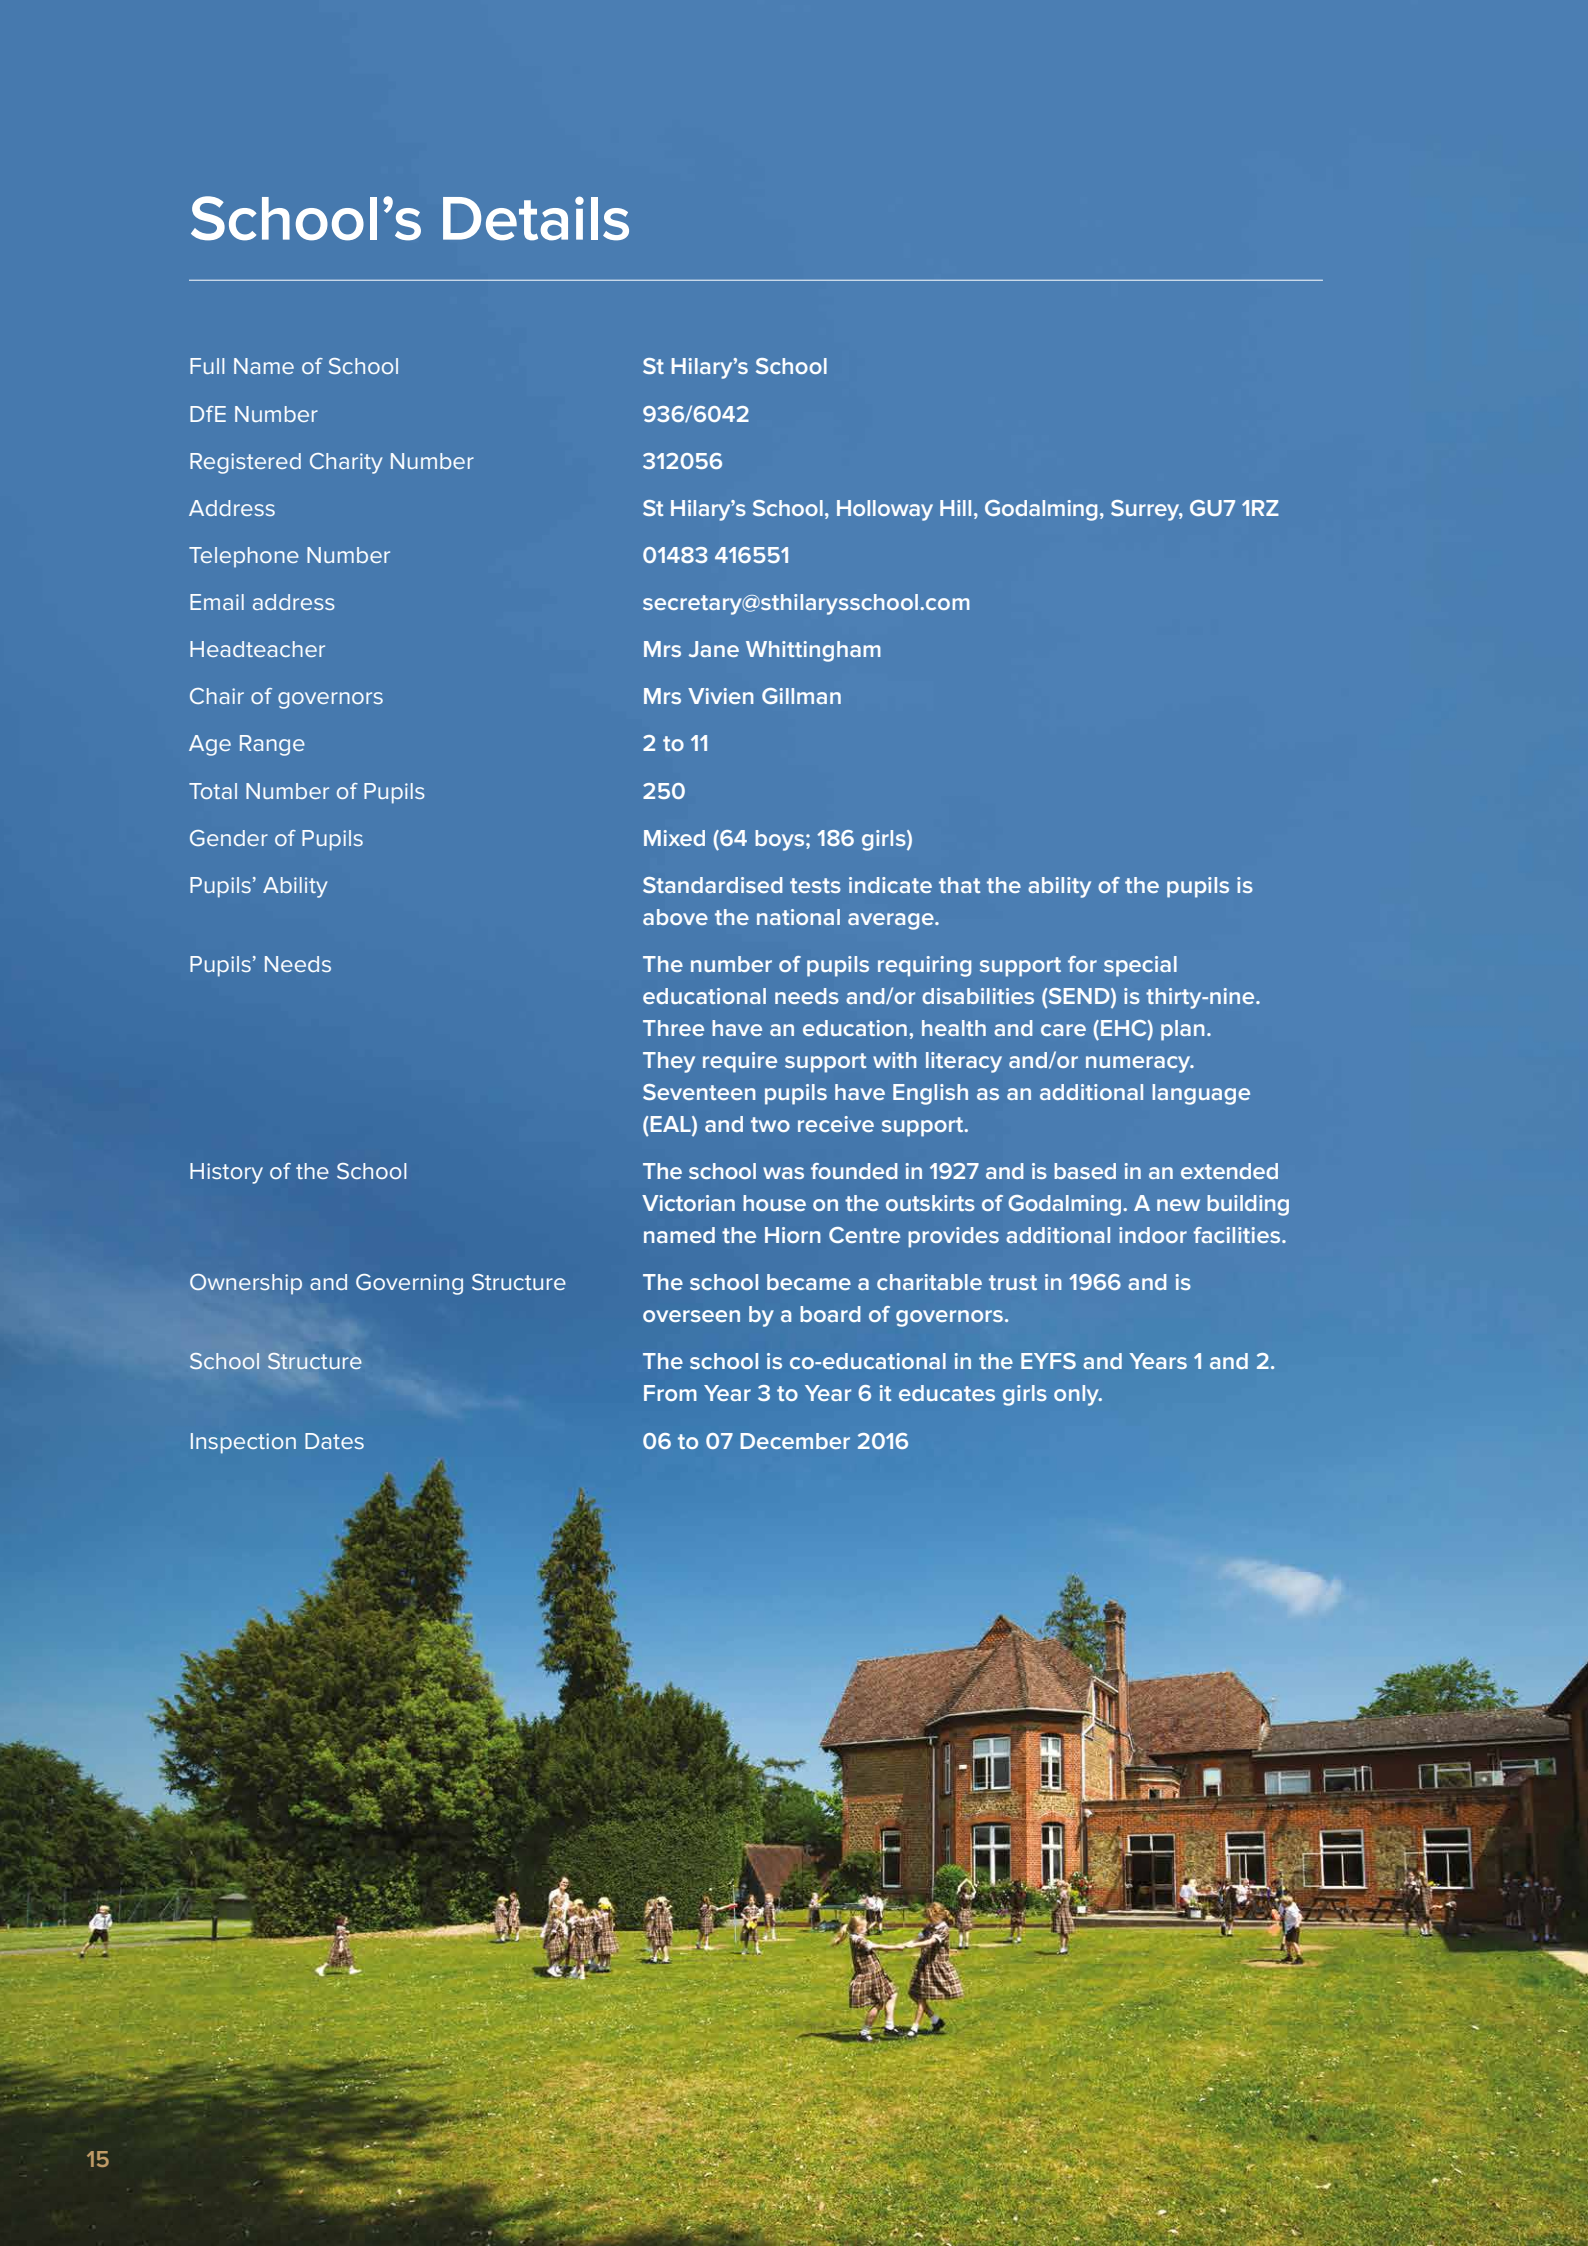 School’s Details
Full Name of School St Hilary’s School
DfE Number 936/6042
Registered Charity Number 312056
Address St Hilary’s School, Holloway Hill, Godalming, Surrey, GU7 1RZ
Telephone Number 01483 416551
Email address secretary@sthilarysschool.com
Headteacher Mrs Jane Whittingham
Chair of governors Mrs Vivien Gillman
Age Range 2 to 11
Total Number of Pupils 250
Gender of Pupils Mixed (64 boys; 186 girls)
Pupils’ Ability Standardised tests indicate that the ability of the pupils is
above the national average.
Pupils’ Needs The number of pupils requiring support for special
educational needs and/or disabilities (SEND) is thirty-nine.
Three have an education, health and care (EHC) plan.
They require support with literacy and/or numeracy.
Seventeen pupils have English as an additional language
(EAL) and two receive support.
History of the School The school was founded in 1927 and is based in an extended
Victorian house on the outskirts of Godalming. A new building
named the Hiorn Centre provides additional indoor facilities.
Ownership and Governing Structure The school became a charitable trust in 1966 and is
overseen by a board of governors.
School Structure The school is co-educational in the EYFS and Years 1 and 2.
From Year 3 to Year 6 it educates girls only.
Inspection Dates 06 to 07 December 2016
15